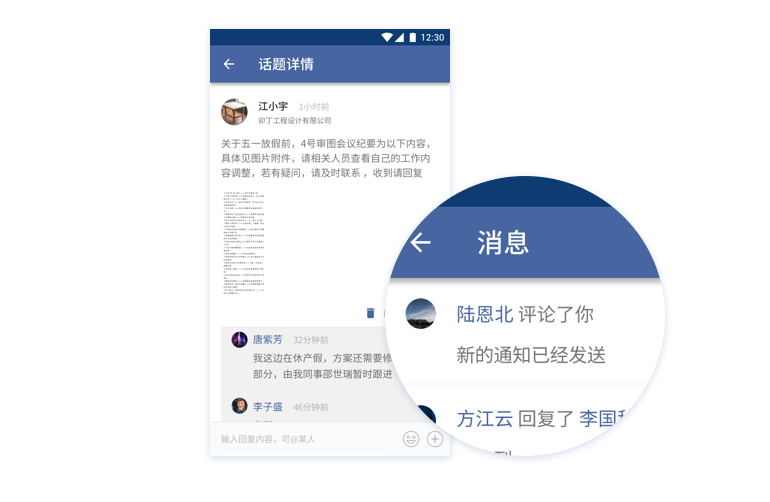 12:30
话题详情
江小宇 1小时前
卯丁工程设计有限公司
关于五一放假前，4号审图会议纪要为以下内容，
具体见图片附件，请相关人员查看自己的工作内
容调整，若有疑问，请及时联系 ，收到请回复
唐紫芳 32分钟前
我这边在休产假，方案还需要修
部分，由我同事邵世瑞暂时跟进
李子盛 46分钟前
输入回复内容，可@某人
消息
陆恩北 评论了你
新的通知已经发送
方江云 回复了 李国